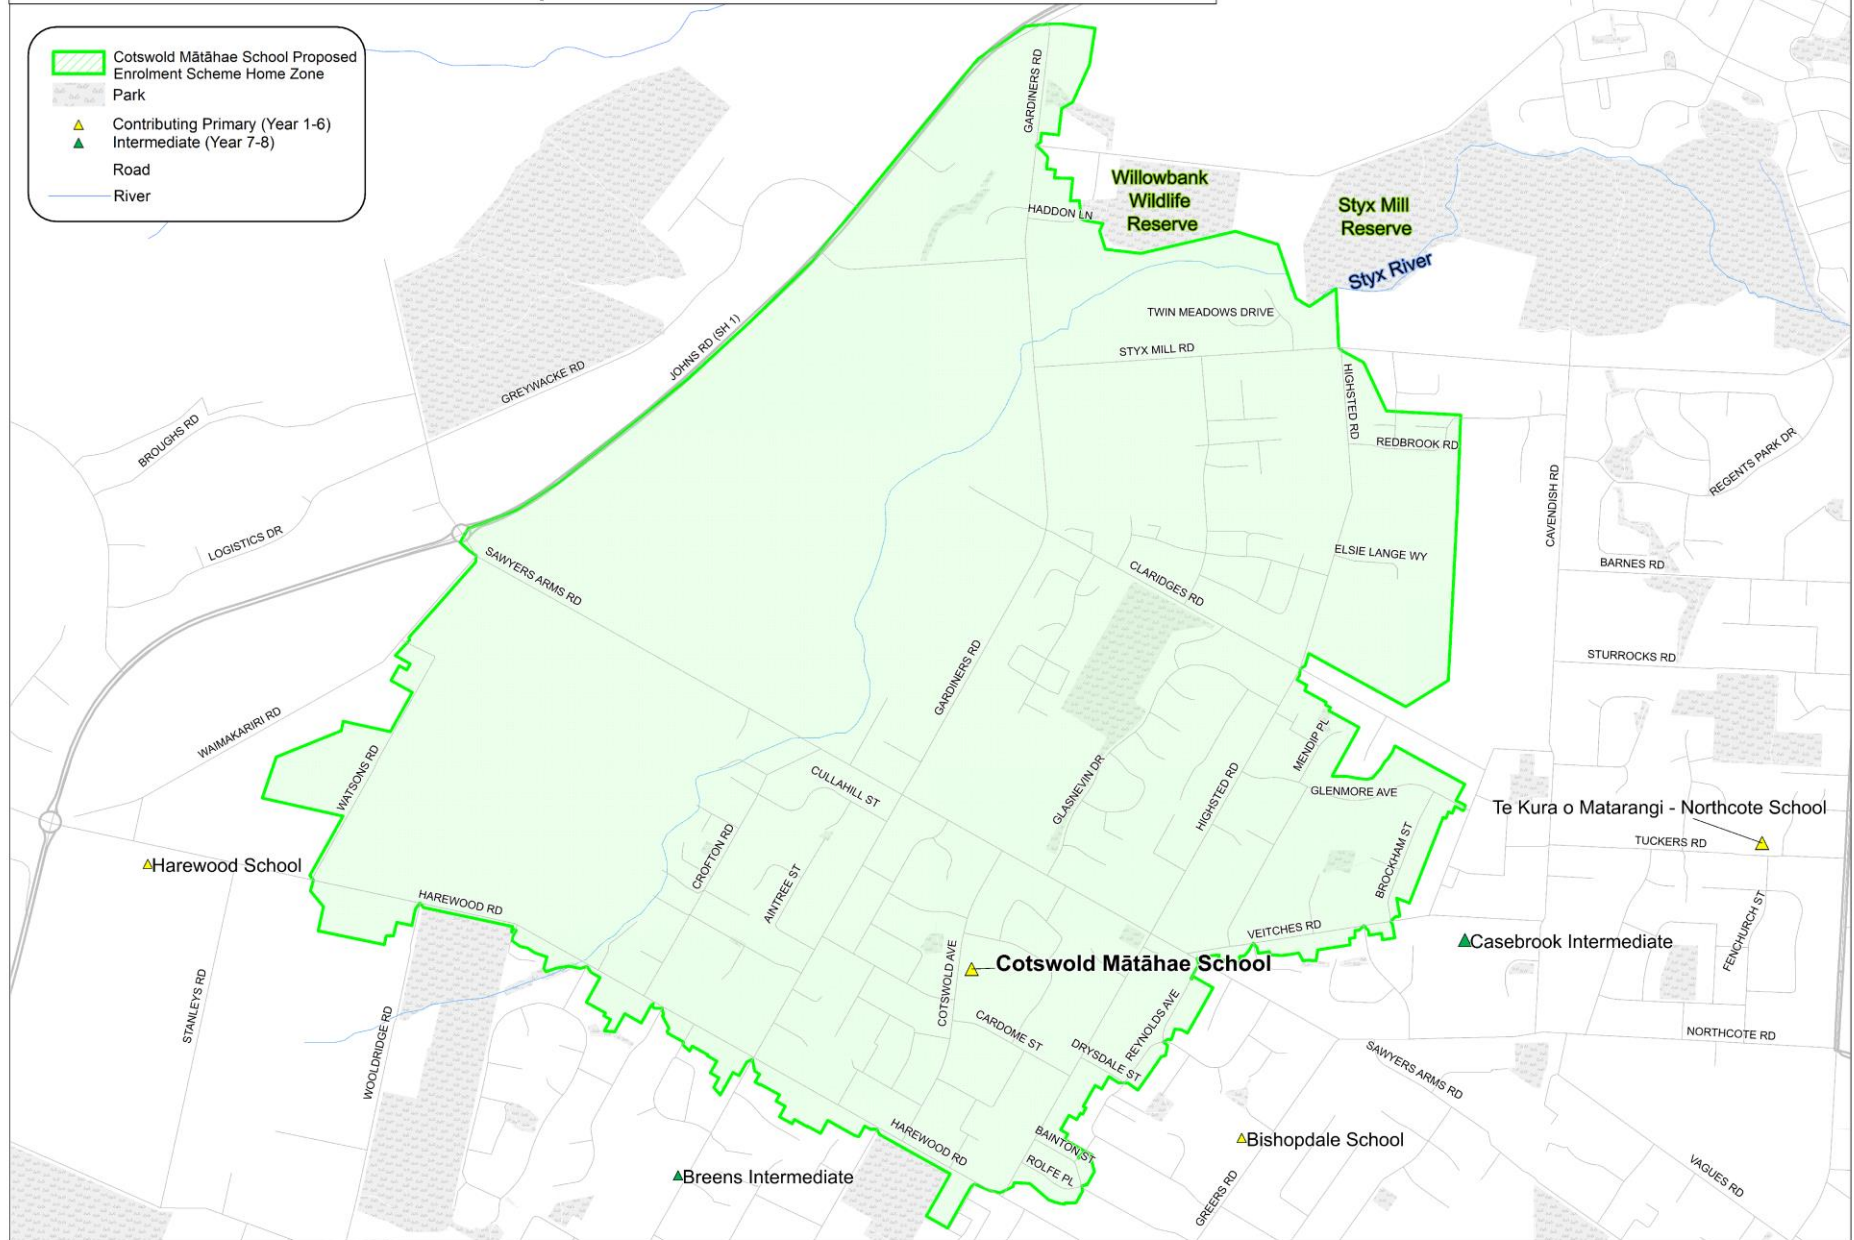 Cotswold Mātāhae School Proposed
Enrolment Scheme Home Zone
Park
Contributing Primary (Year 1-6)
Intermediate (Year 7-8)
Road
River
GARDINERS RD
Willowbank
Wildlife
Reserve
Styx Mill
Reserve
HADDON LN
Styx River
TWIN MEADOWS DRIVE
JOHNS RD (SH 1)
STYX MILL RD
GREYWACKE RD
HIGHSTED RD
BROUGHS RD
REDBROOK RD
REGENTS PARK DR
CAVENDISH RD
LOGISTICS DR
SAWYERS ARMS RD
ELSIE LANGE WY
BARNES RD
CLARIDGES RD
GARDINERS RD
STURROCKS RD
WAIMAKARIRI RD
MENDIP PL
WATSONS RD
CULLAHILL ST
GLASNEVIN DR
HIGHSTED RD
GLENMORE AVE
Te Kura o Matarangi - Northcote School
TUCKERS RD
CROFTON RD
BROCKHAM ST
Harewood School
AINTREE ST
HAREWOOD RD
VEITCHES RD
FENCHURCH ST
Casebrook Intermediate
COTSWOLD AVE
Cotswold Mātāhae School
STANLEYS RD
WOOLDRIDGE RD
CARDOME ST
REYNOLDS AVE
DRYSDALE ST
NORTHCOTE RD
SAWYERS ARMS RD
HAREWOOD RD
BAINTON ST
Bishopdale School
ROLFE PL
Breens Intermediate
GREERS RD
VAGUES RD